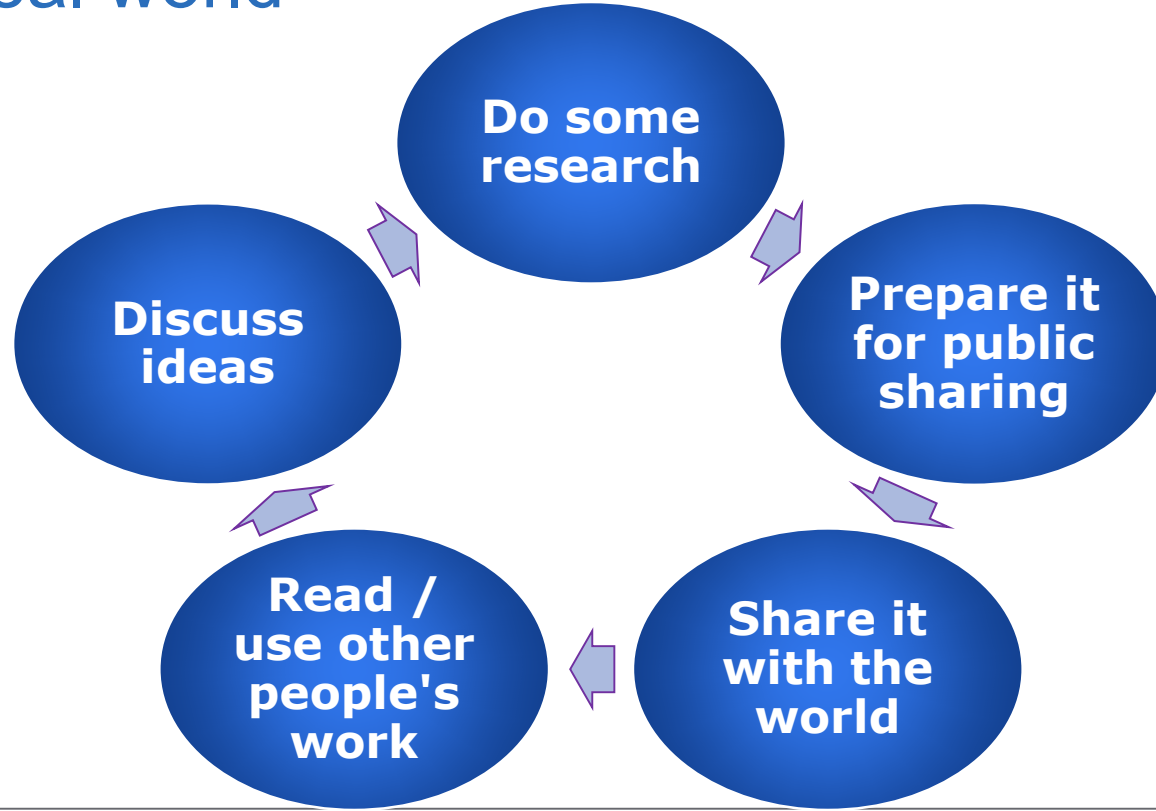 world
Do some
research
Prepare it
for public
sharing
Share it
with the
world
Read /
use other
people's
work
Discuss
ideas